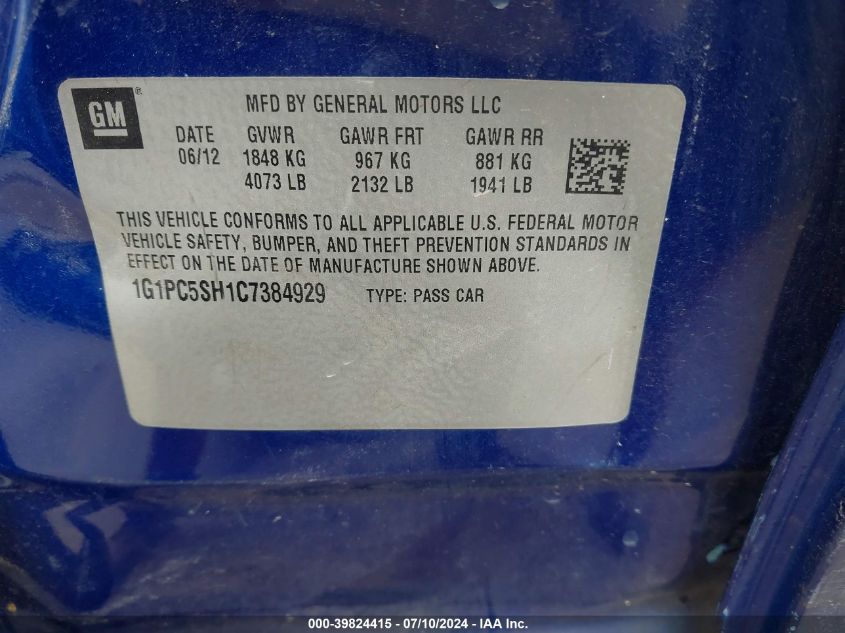 GM ®
MFD BY GENERAL MOTORS LLC
DATE GVWR GAWR FRT GAWR RR
06/12 1848 KG 967 KG 881 KG
4073 LB 2132 LB 1941 LB
THIS VEHICLE CONFORMS TO ALL APPLICABLE U.S. FEDERAL MOTOR
VEHICLE SAFETY, BUMPER, AND THEFT PREVENTION STANDARDS IN
EFFECT ON THE DATE OF MANUFACTURE SHOWN ABOVE.
1G1PC5SH1C7384929 TYPE: PASS CAR
000-39824415 - 07/10/2024 - IAA Inc.